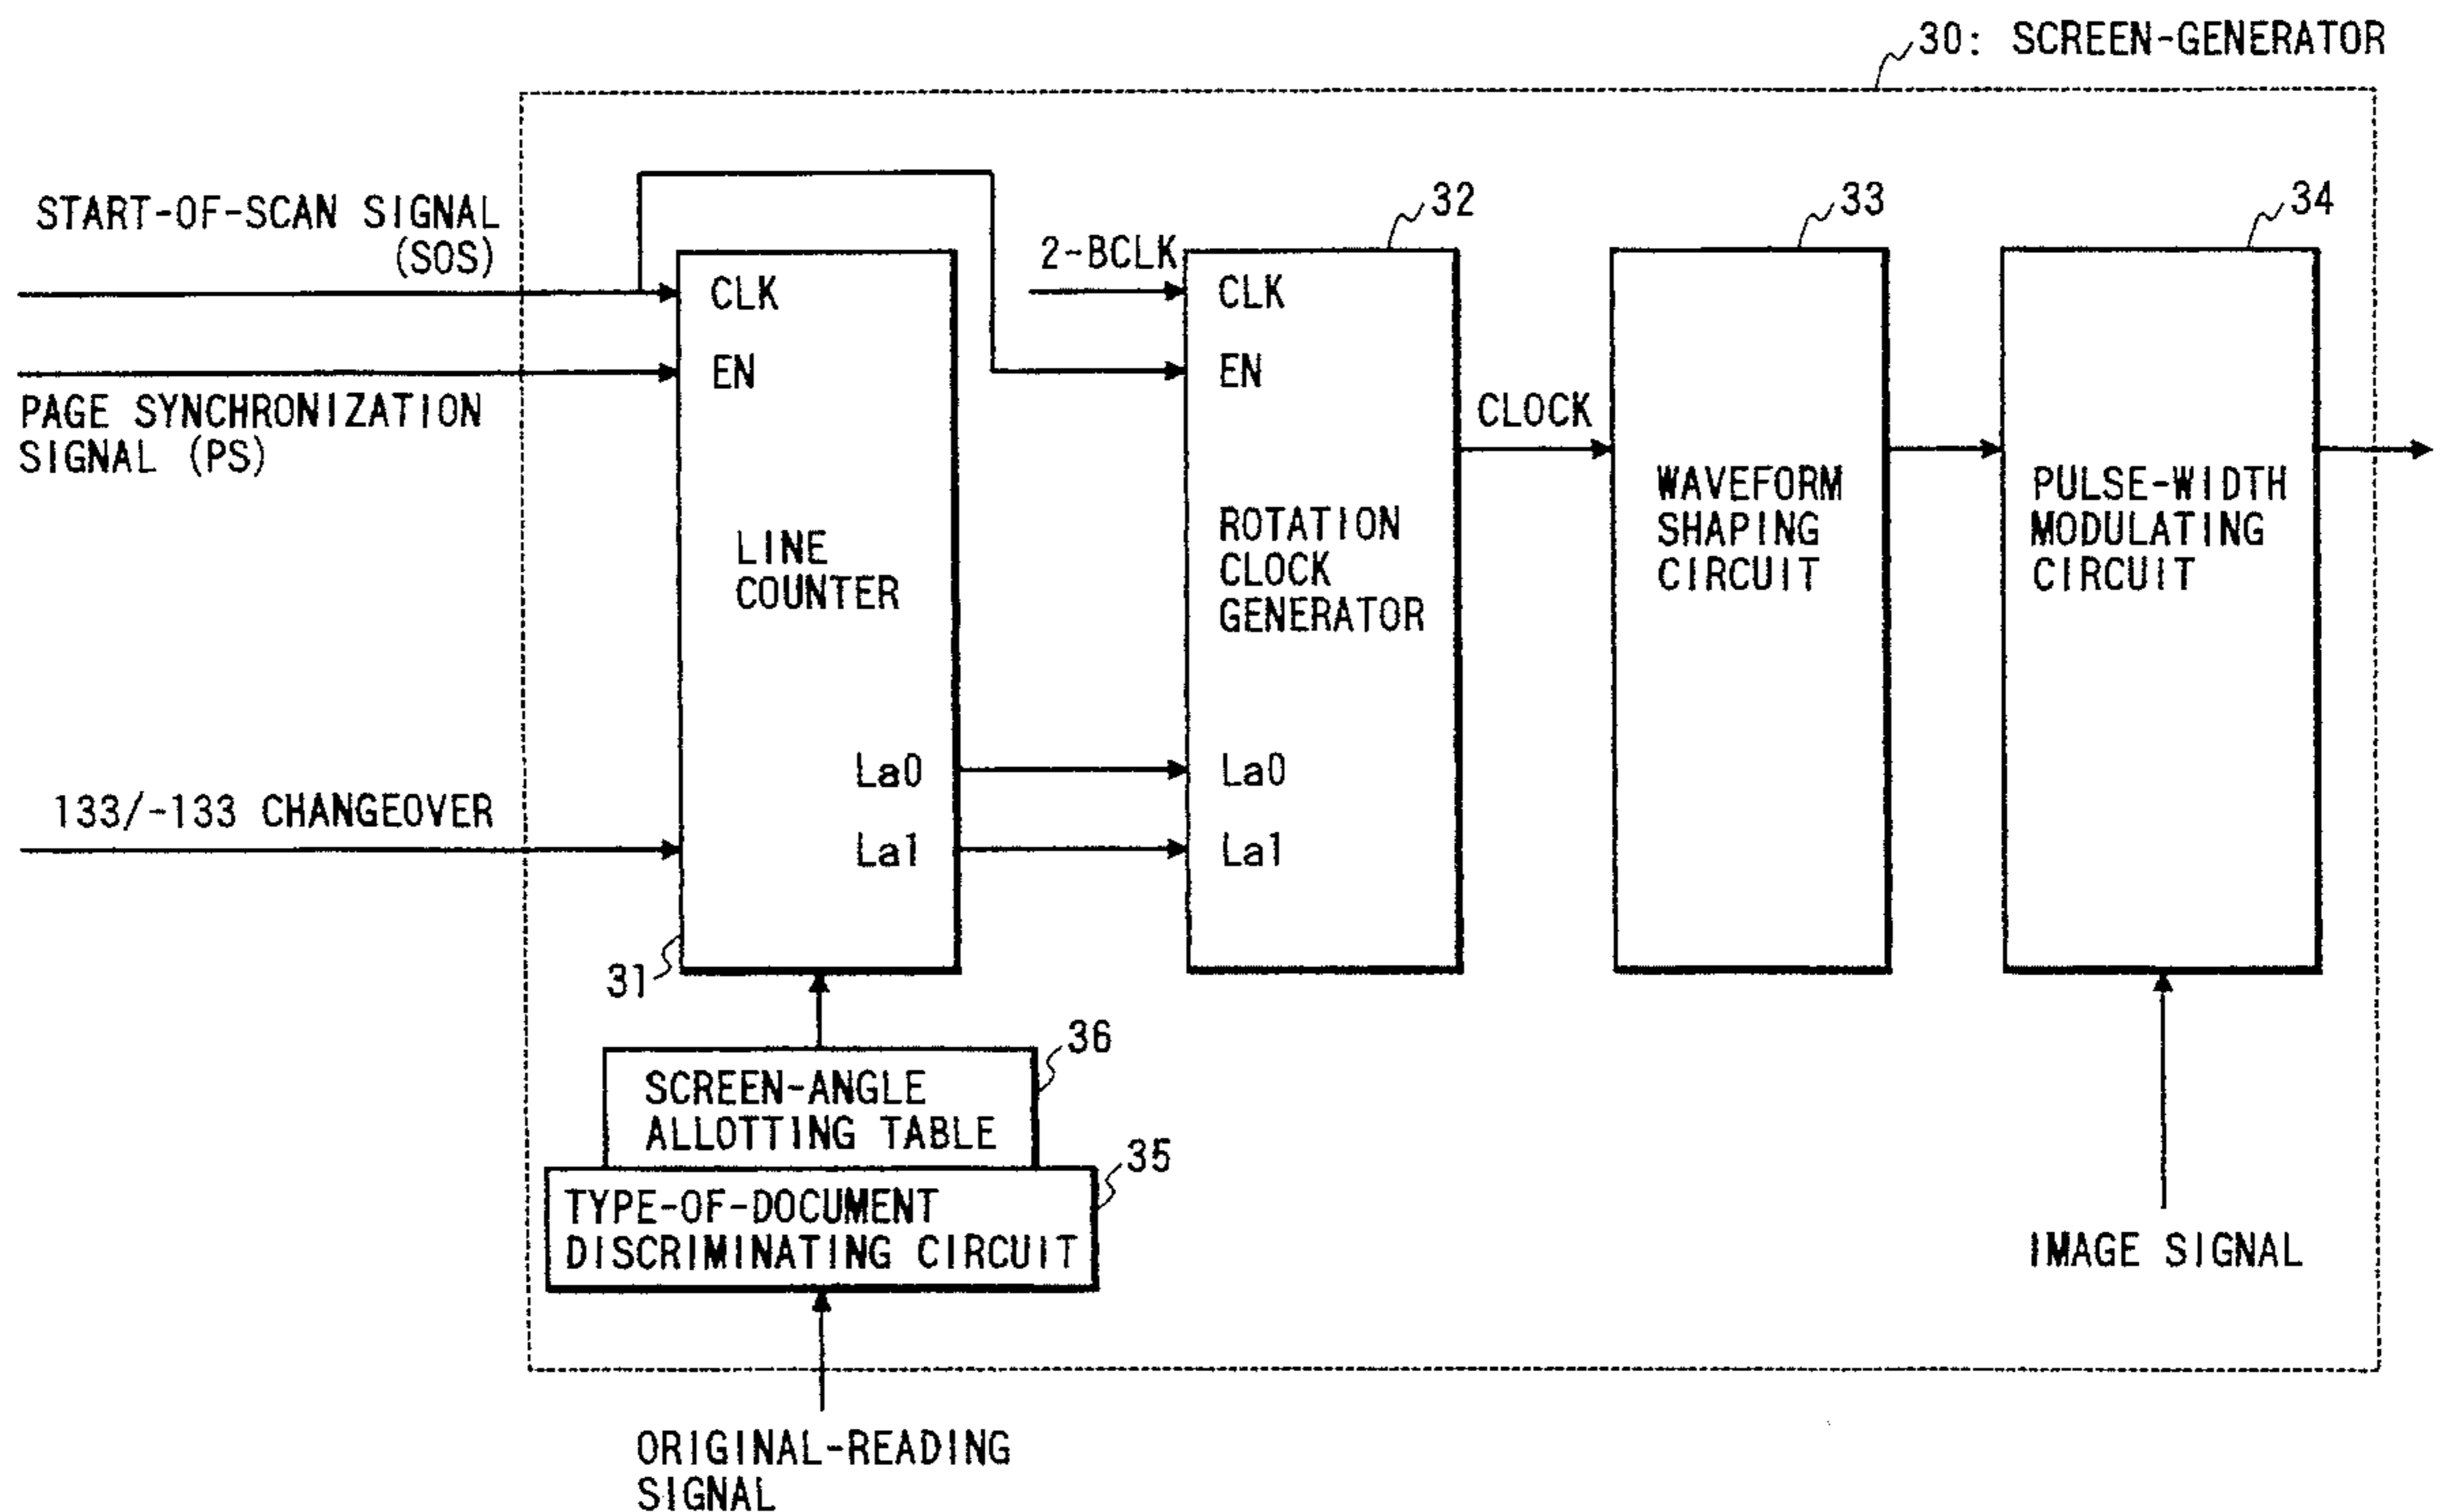 30: SCREEN-GENERATOR
START-OF-SCAN SIGNAL
(SOS)
PAGE SYNCHRONIZATION
SIGNAL (PS)
133/-133 CHANGEOVER
CLK
EN
LINE
COUNTER
La0
La1
31
2-BCLK
32
CLK
EN
ROTATION
CLOCK
GENERATOR
La0
La1
CLOCK
33
WAVEFORM
SHAPING
CIRCUIT
34
PULSE-WIDTH
MODULATING
CIRCUIT
36
SCREEN-ANGLE
ALLOTTING TABLE
35
TYPE-OF-DOCUMENT
DISCRIMINATING CIRCUIT
IMAGE SIGNAL
ORIGINAL-READING
SIGNAL